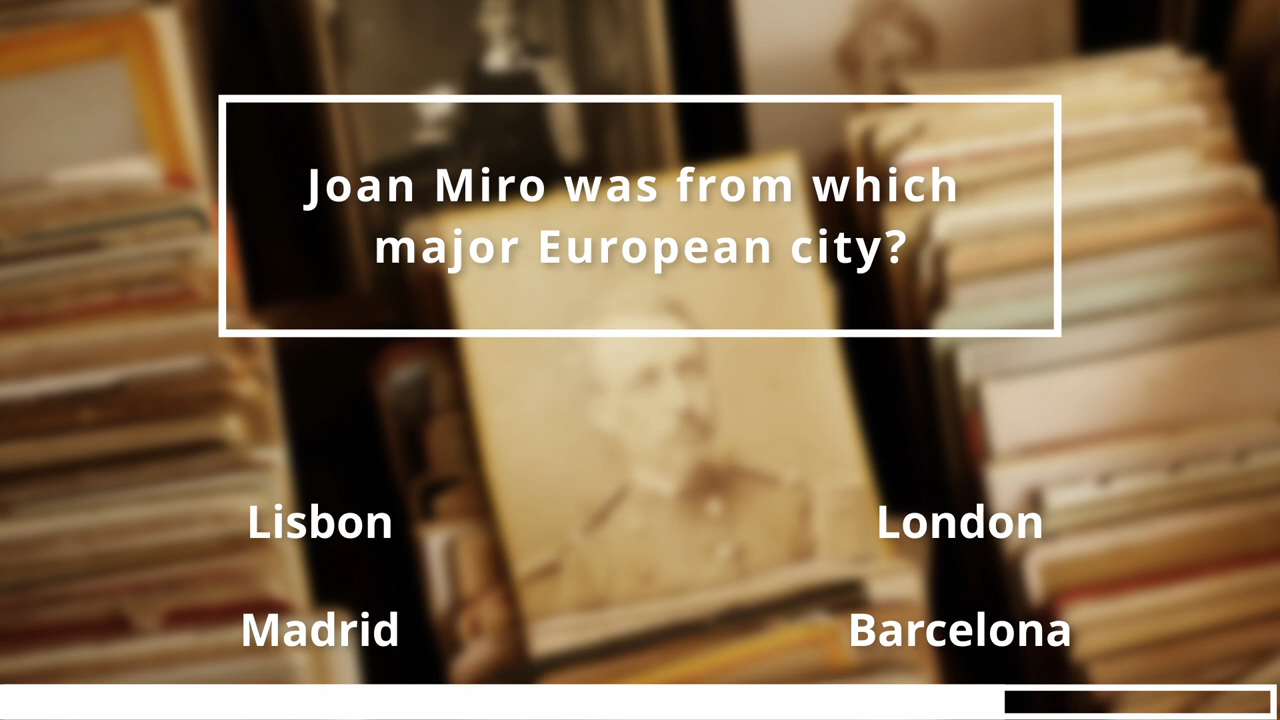 Joan Miro was from which
major European city?
Lisbon
London
Madrid
Barcelona